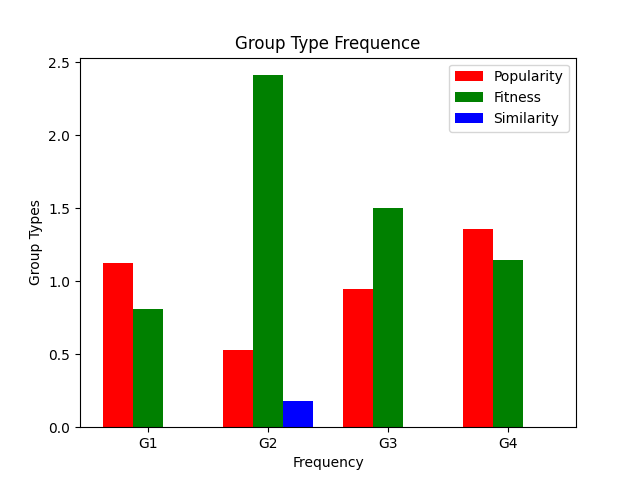 Group Type Frequence
Popularity
Fitness
Similarity
2.5
2.0
1.5
1.0
0.5
0.0
Group Types
G1 G2 G3 G4
Frequency